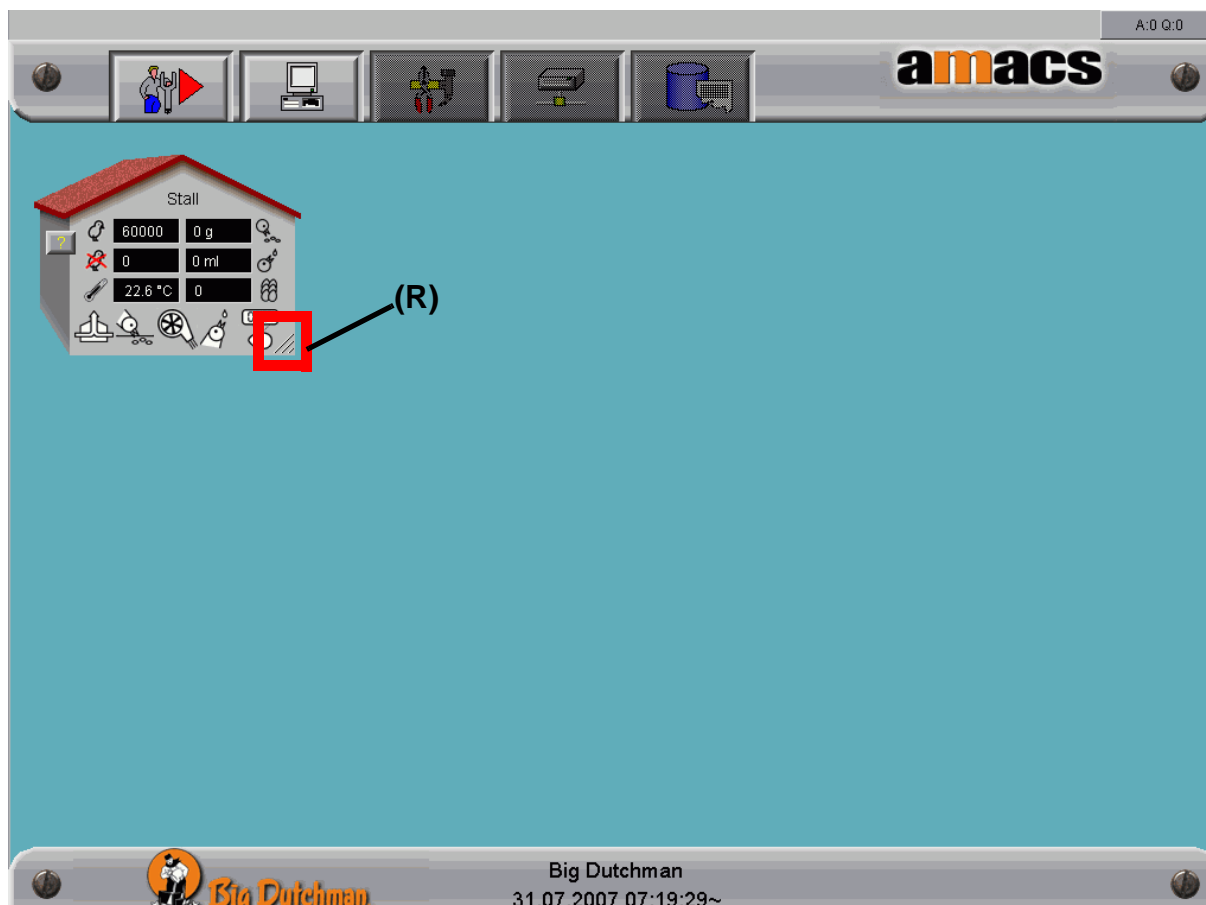 A:0 Q:0
amacs
Stall
?
60000 0 g
0 0 ml
22.6 °C 0
(R)
Big Dutchman
Big Dutchman
31.07.2007 07:19:29~